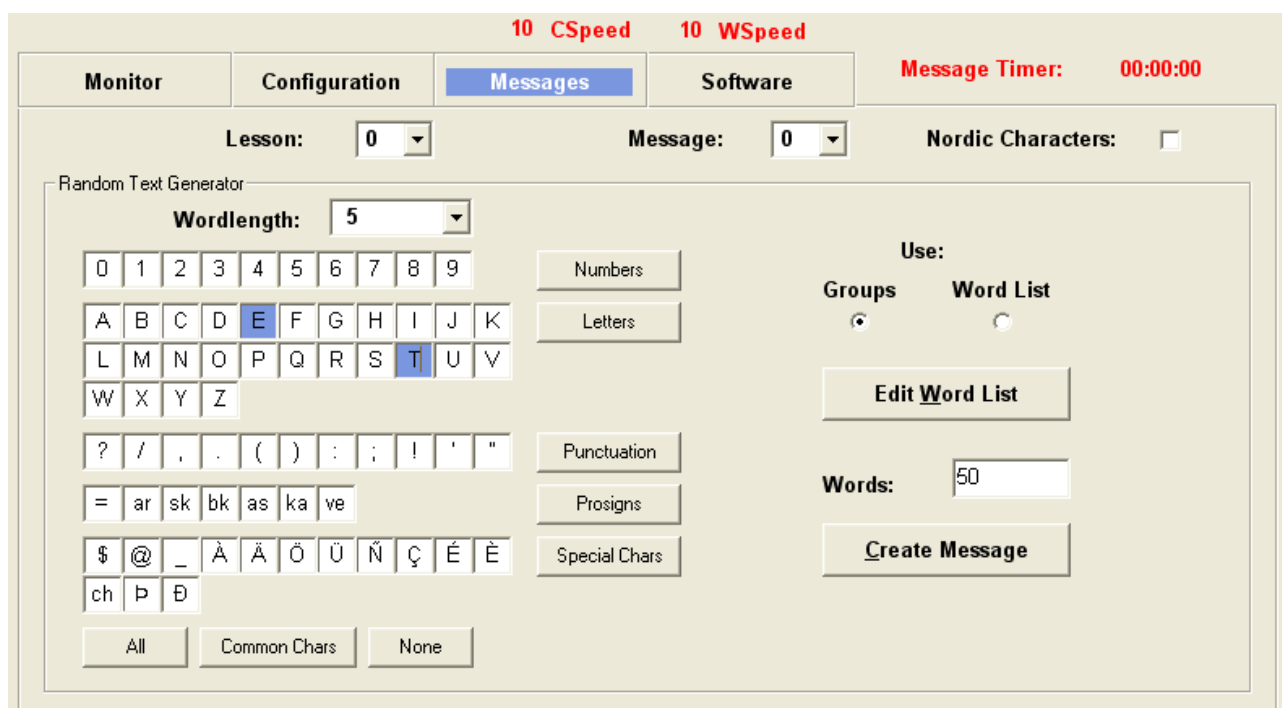 10 CSpeed 10 WSpeed
Monitor Configuration Messages Software Message Timer: 00:00:00
Lesson: 0 Message: 0 Nordic Characters:
Random Text Generator
Wordlength: 5
0 1 2 3 4 5 6 7 8 9 Numbers
Use:
Groups Word List
A B C D E F G H I J K Letters
L M N O P Q R S T U V
W X Y Z
Edit Word List
? / , . ( ) : ; ! ' " Punctuation
Words: 50
= ar sk bk as ka ve Prosigns
$ @ _ À Ä Ö Ü Ñ Ç É È Special Chars
Create Message
ch Þ Đ
All Common Chars None